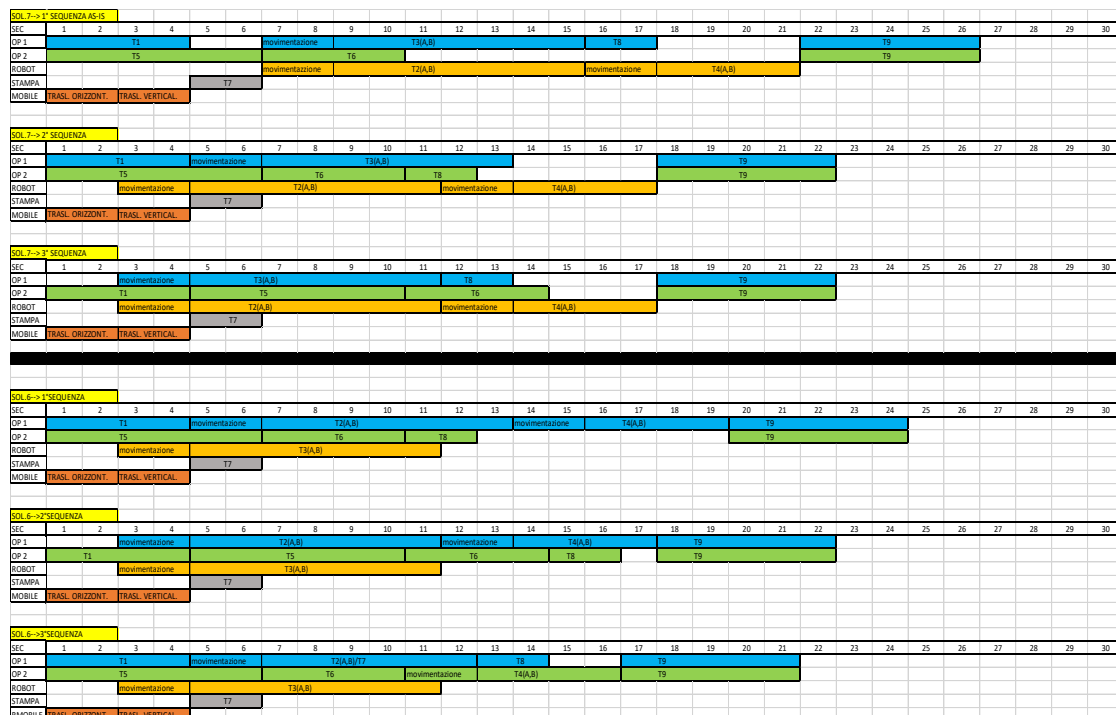 SOL.7--> 1° SEQUENZA AS-IS
SEC 1 2 3 4 5 6 7 8 9 10 11 12 13 14 15 16 17 18 19 20 21 22 23 24 25 26 27 28 29 30
OP 1 T1 movimentazione T3(A,B) T8 T9
OP 2 T5 T6 T9
ROBOT movimentazzione T2(A,B) movimentazione T4(A,B)
STAMPA T7
MOBILE TRASL. ORIZZONT. TRASL. VERTICAL.
SOL.7--> 2° SEQUENZA
SEC 1 2 3 4 5 6 7 8 9 10 11 12 13 14 15 16 17 18 19 20 21 22 23 24 25 26 27 28 29 30
OP 1 T1 movimentazione T3(A,B) T9
OP 2 T5 T6 T8 T9
ROBOT movimentazione T2(A,B) movimentazione T4(A,B)
STAMPA T7
MOBILE TRASL. ORIZZONT. TRASL. VERTICAL.
SOL.7--> 3° SEQUENZA
SEC 1 2 3 4 5 6 7 8 9 10 11 12 13 14 15 16 17 18 19 20 21 22 23 24 25 26 27 28 29 30
OP 1 movimentazione T3(A,B) T8 T9
OP 2 T1 T5 T6 T9
ROBOT movimentazione T2(A,B) movimentazione T4(A,B)
STAMPA T7
MOBILE TRASL. ORIZZONT. TRASL. VERTICAL.
SOL.6--> 1°SEQUENZA
SEC 1 2 3 4 5 6 7 8 9 10 11 12 13 14 15 16 17 18 19 20 21 22 23 24 25 26 27 28 29 30
OP 1 T1 movimentazione T2(A,B) movimentazione T4(A,B) T9
OP 2 T5 T6 T8 T9
ROBOT movimentazione T3(A,B)
STAMPA T7
MOBILE TRASL. ORIZZONT. TRASL. VERTICAL.
SOL.6-->2°SEQUENZA
SEC 1 2 3 4 5 6 7 8 9 10 11 12 13 14 15 16 17 18 19 20 21 22 23 24 25 26 27 28 29 30
OP 1 movimentazione T2(A,B) movimentazione T4(A,B) T9
OP 2 T1 T5 T6 T8 T9
ROBOT movimentazione T3(A,B)
STAMPA T7
MOBILE TRASL. ORIZZONT. TRASL. VERTICAL.
SOL.6-->3°SEQUENZA
SEC 1 2 3 4 5 6 7 8 9 10 11 12 13 14 15 16 17 18 19 20 21 22 23 24 25 26 27 28 29 30
OP 1 T1 movimentazione T2(A,B)/T7 T8 T9
OP 2 T5 T6 movimentazione T4(A,B) T9
ROBOT movimentazione T3(A,B)
STAMPA T7
TRASL. ORIZZONT. TRASL. VERTICAL.